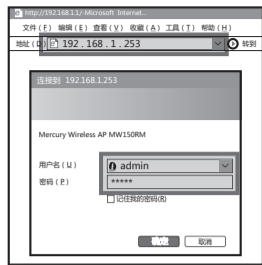 http://192.168.1.1/-Microsoft Internet...
文件(F) 编辑(E) 查看(V) 收藏(A) 工具(T) 帮助(H)
地址(D) 192.168.1.253 转到
连接到 192.168.1.253
Mercury Wireless AP MW150RM
用户名(U) admin
密码(P) *****
记住我的密码(R)
确定 取消